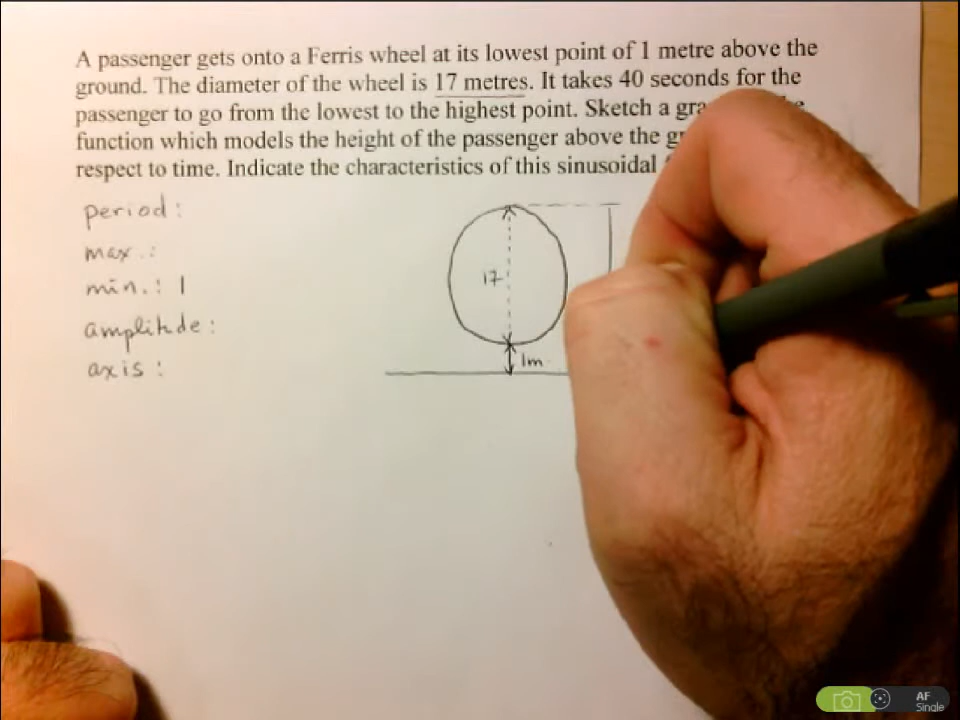 A passenger gets onto a Ferris wheel at its lowest point of 1 metre above the
ground. The diameter of the wheel is 17 metres. It takes 40 seconds for the
passenger to go from the lowest to the highest point. Sketch a
function which models the height of the passenger above the
respect to time. Indicate the characteristics of this sinusoidal
period:
max.:
min.: 1
amplitude:
axis:
17
1m
AF
Single